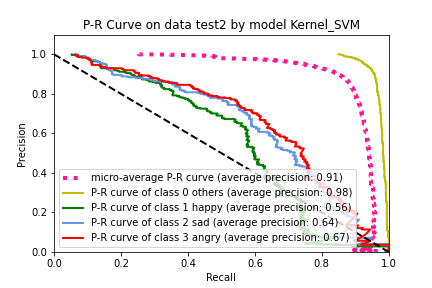 P-R Curve on data test2 by model Kernel_SVM
1.0
0.8
0.6
0.4
0.2
0.0
Precision
micro-average P-R curve (average precision: 0.91)
P-R curve of class 0 others (average precision: 0.98)
P-R curve of class 1 happy (average precision: 0.56)
P-R curve of class 2 sad (average precision: 0.64)
P-R curve of class 3 angry (average precision: 0.67)
0.0 0.2 0.4 0.6 0.8 1.0
Recall